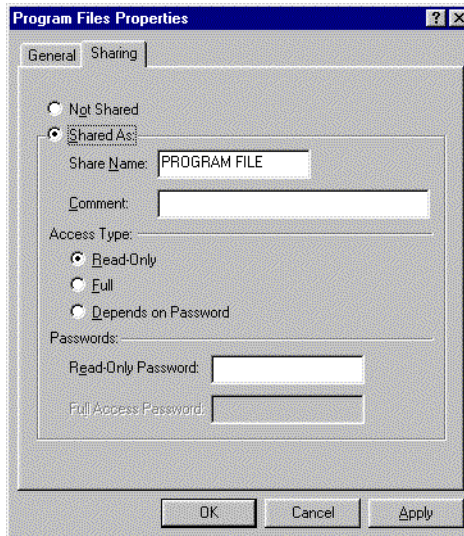 Program Files Properties
General Sharing
Not Shared
Shared As:
Share Name: PROGRAM FILE
Comment:
Access Type:
Read-Only
Full
Depends on Password
Passwords:
Read-Only Password:
Full Access Password:
OK Cancel Apply